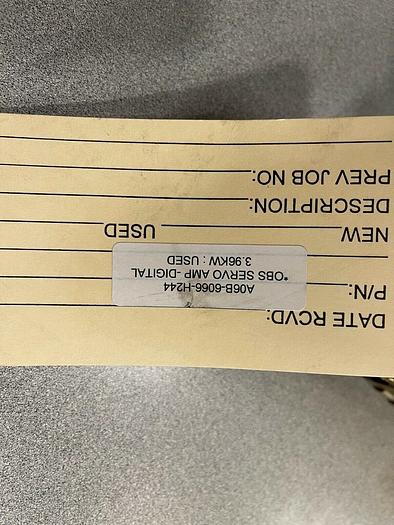 DATE RCVD:
P/N:
A06B-6066-H244
*OBS SERVO AMP -DIGITAL
3.96KW : USED
NEW USED
DESCRIPTION:
PREV JOB NO: